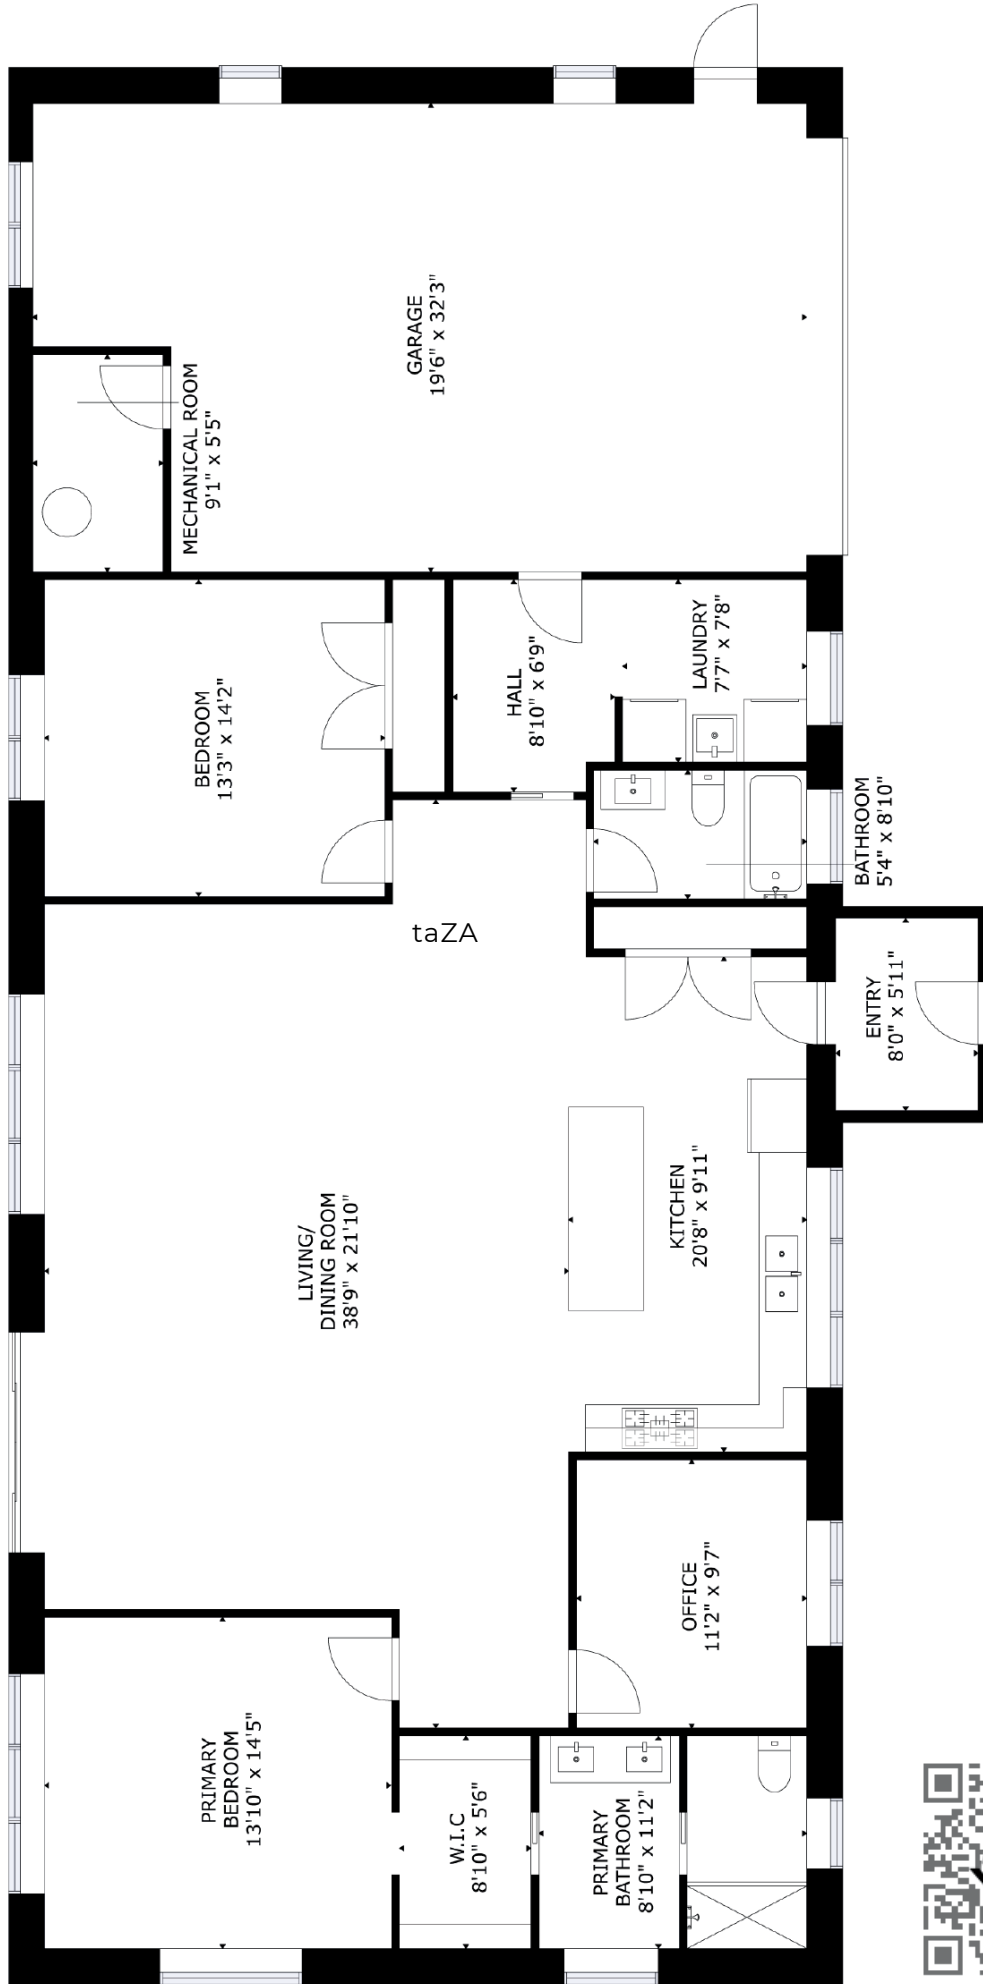 GARAGE
19'6" x 32'3"
MECHANICAL ROOM
9'1" x 5'5"
BEDROOM
13'3" x 14'2"
HALL
8'10" x 6'9"
LAUNDRY
7'7" x 7'8"
BATHROOM
5'4" x 8'10"
taZA
ENTRY
8'0" x 5'11"
LIVING/
DINING ROOM
38'9" x 21'10"
KITCHEN
20'8" x 9'11"
OFFICE
11'2" x 9'7"
PRIMARY
BEDROOM
13'10" x 14'5"
W.I.C
8'10" x 5'6"
PRIMARY
BATHROOM
8'10" x 11'2"